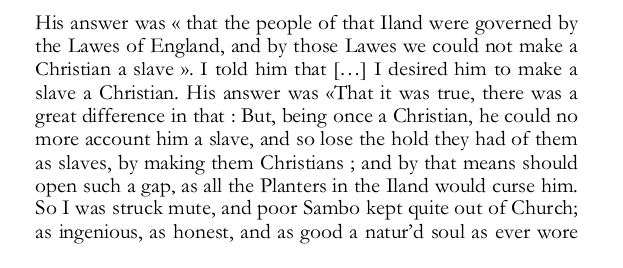 His answer was « that the people of that Iland were governed by
the Lawes of England, and by those Lawes we could not make a
Christian a slave ». I told him that […] I desired him to make a
slave a Christian. His answer was «That it was true, there was a
great difference in that : But, being once a Christian, he could no
more account him a slave, and so lose the hold they had of them
as slaves, by making them Christians ; and by that means should
open such a gap, as all the Planters in the Iland would curse him.
So I was struck mute, and poor Sambo kept quite out of Church;
as ingenious, as honest, and as good a natur’d soul as ever wore